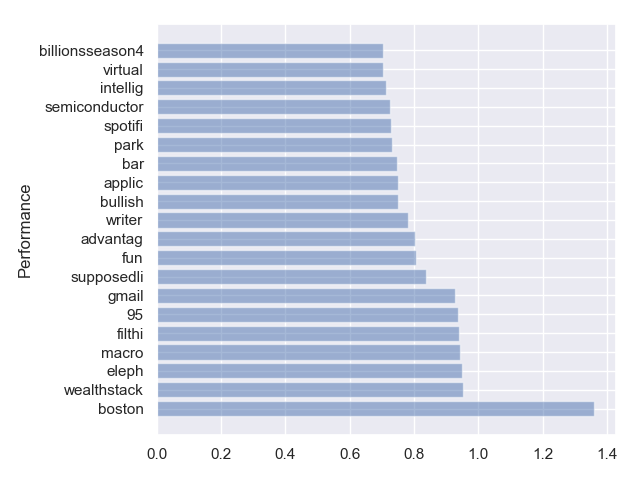 billionsseason4
virtual
intellig
semiconductor
spotifi
park
bar
applic
bullish
writer
advantag
fun
supposedli
gmail
95
filthi
macro
eleph
wealthstack
boston
Performance
0.0 0.2 0.4 0.6 0.8 1.0 1.2 1.4